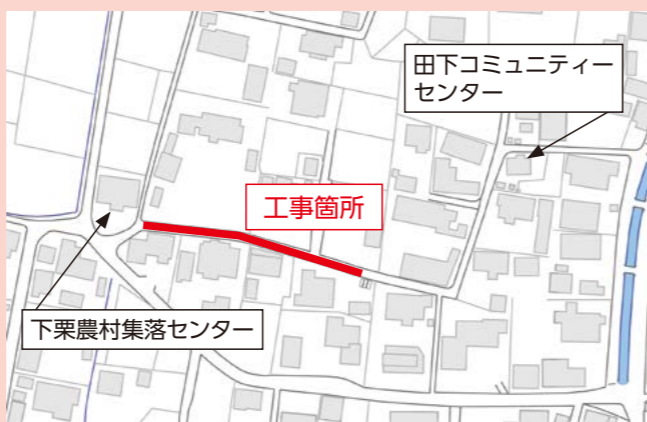 田下コミュニティー
センター
工事箇所
下栗農村集落センター